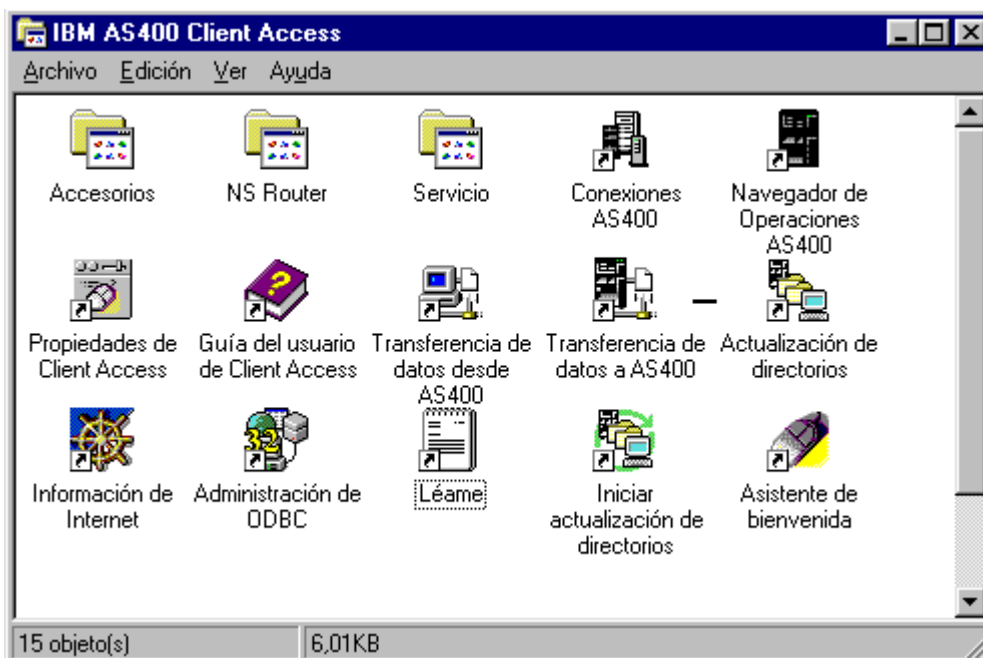 IBM AS400 Client Access
Archivo Edición Ver Ayuda
Accesorios
NS Router
Servicio
Conexiones
AS400
Navegador de
Operaciones
AS400
Propiedades de
Client Access
Guía del usuario
de Client Access
Transferencia de
datos desde
AS400
Transferencia de
datos a AS400
Actualización de
directorios
Información de
Internet
32
Administración de
ODBC
Léame
Iniciar
actualización de
directorios
Asistente de
bienvenida
15 objeto(s)
6,01KB